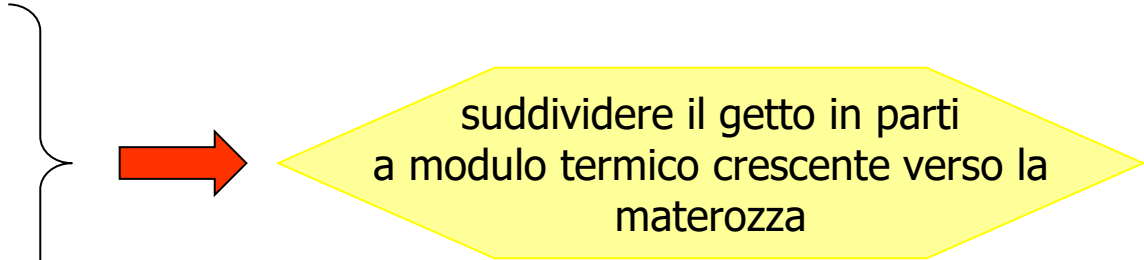 suddividere il getto in parti
a modulo termico crescente verso la
materozza